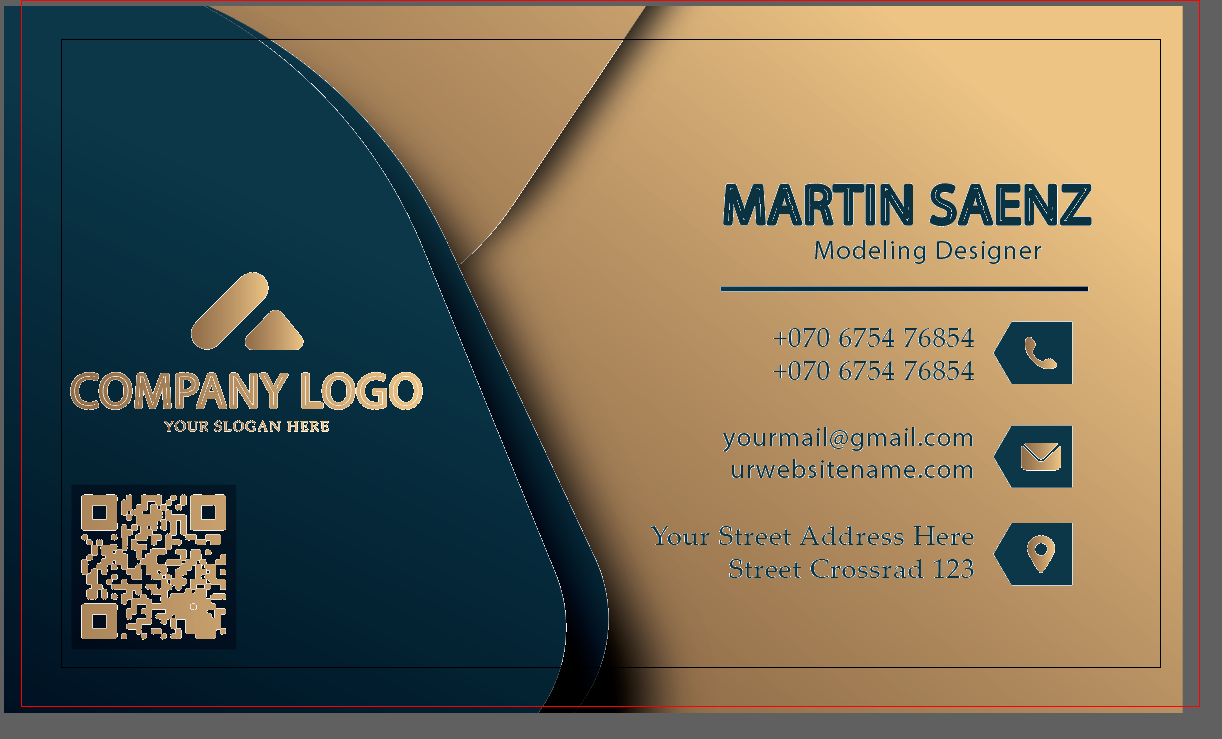 COMPANY LOGO
YOUR SLOGAN HERE
MARTIN SAENZ
Modeling Designer
+070 6754 76854
+070 6754 76854
yourmail@gmail.com
urwebsitename.com
Your Street Address Here
Street Crossrad 123